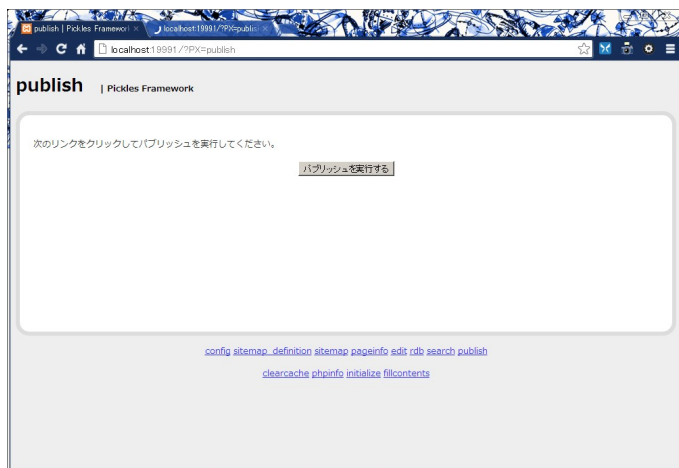 publish | Pickles Framewor
localhost:19991/?PX=publis
localhost:19991/?PX=publish
publish | Pickles Framework
次のリンクをクリックしてパブリッシュを実行してください。
パブリッシュを実行する
config sitemap_definition sitemap pageinfo edit rdb search publish
clearcache phpinfo initialize fillcontents